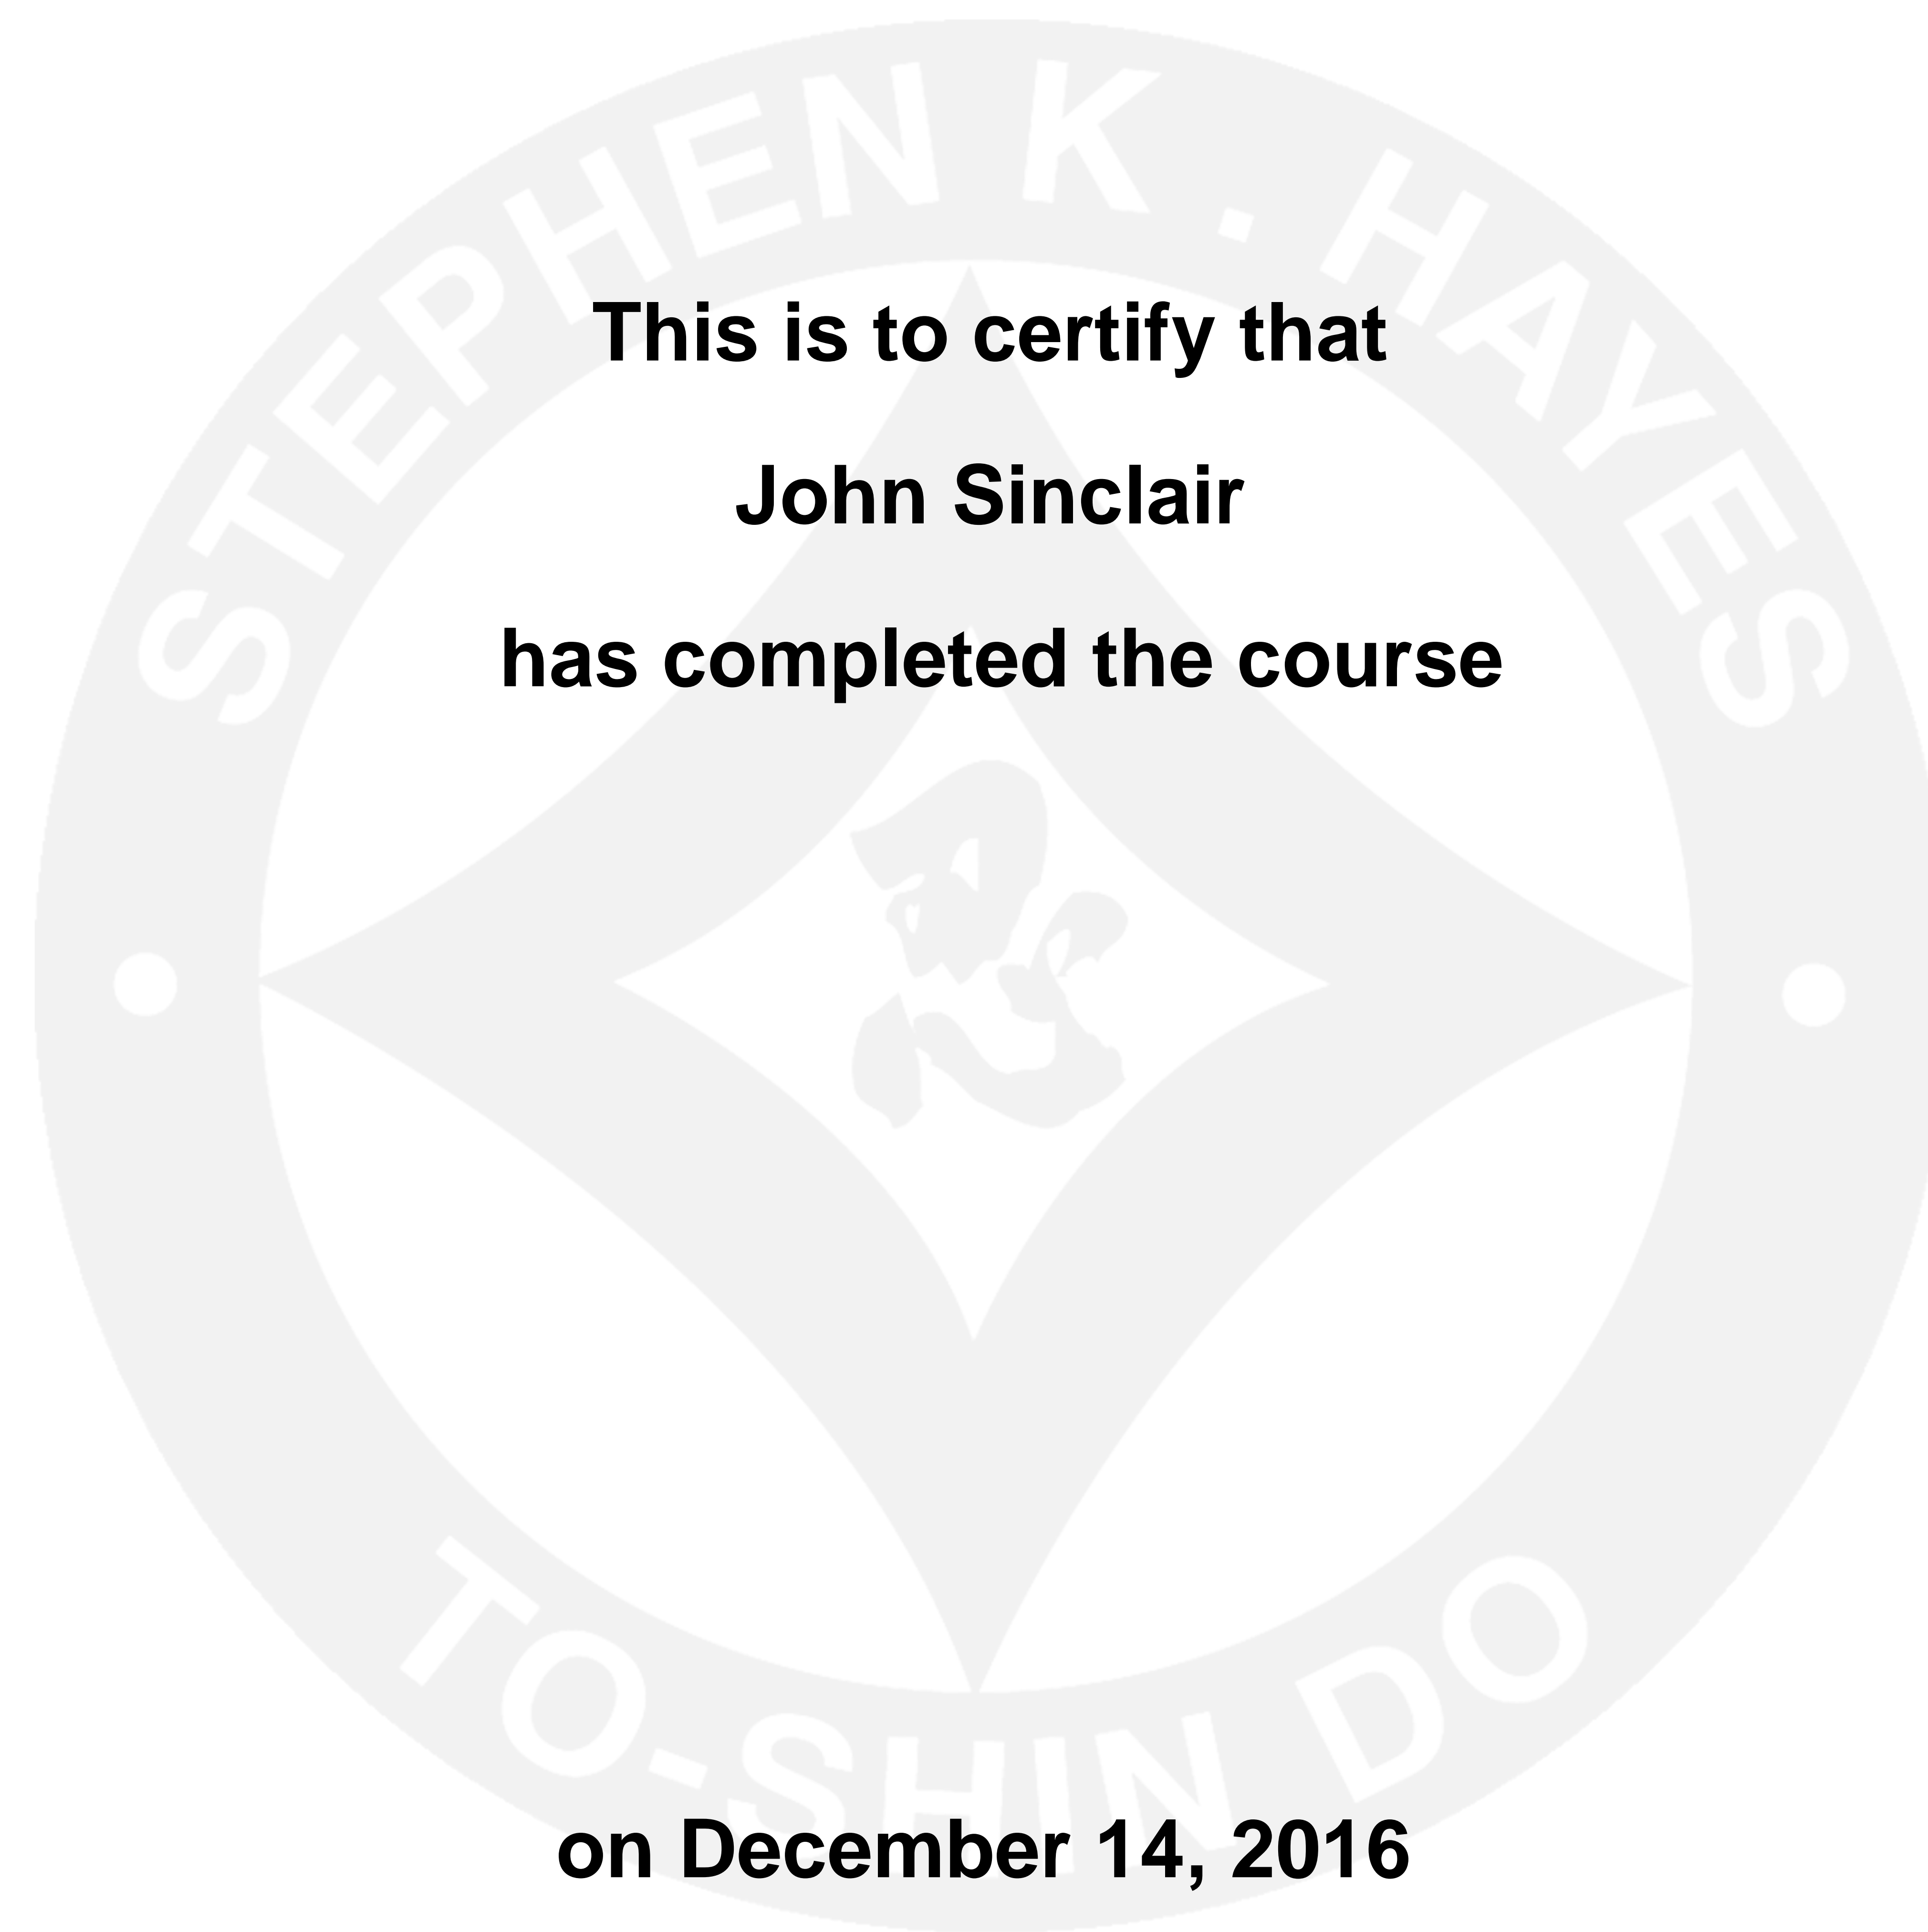 STEPHEN K. HAYES
This is to certify that
John Sinclair
has completed the course
忍
TO-SHIN DO
on December 14, 2016